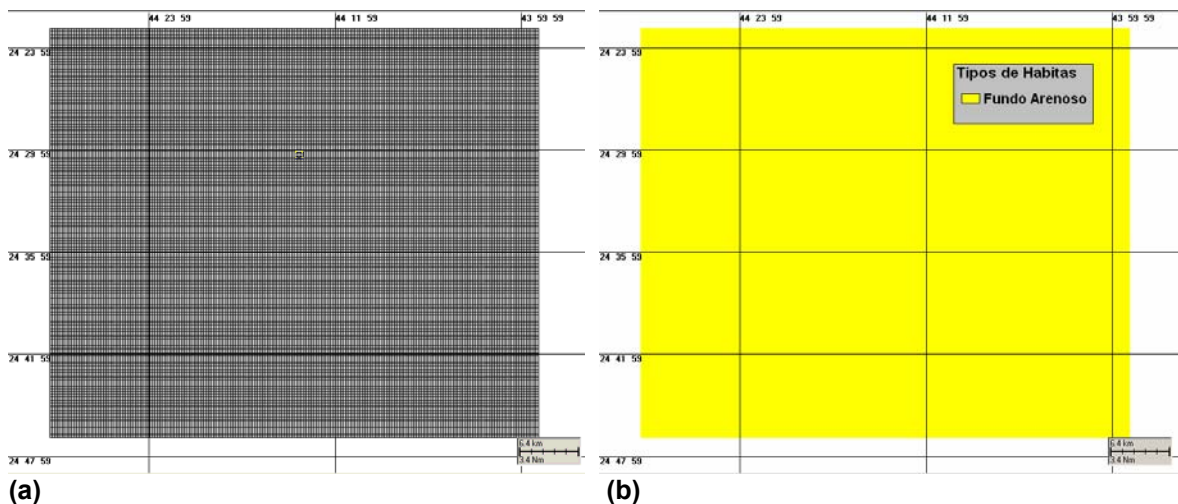 44 23 59
44 11 59
43 59 59
24 23 59
24 29 59
24 35 59
24 41 59
24 47 59
6.4 km
3.4 Nm
(a)
44 23 59
44 11 59
43 59 59
24 23 59
Tipos de Habitas
Fundo Arenoso
24 29 59
24 35 59
24 41 59
24 47 59
6.4 km
3.4 Nm
(b)